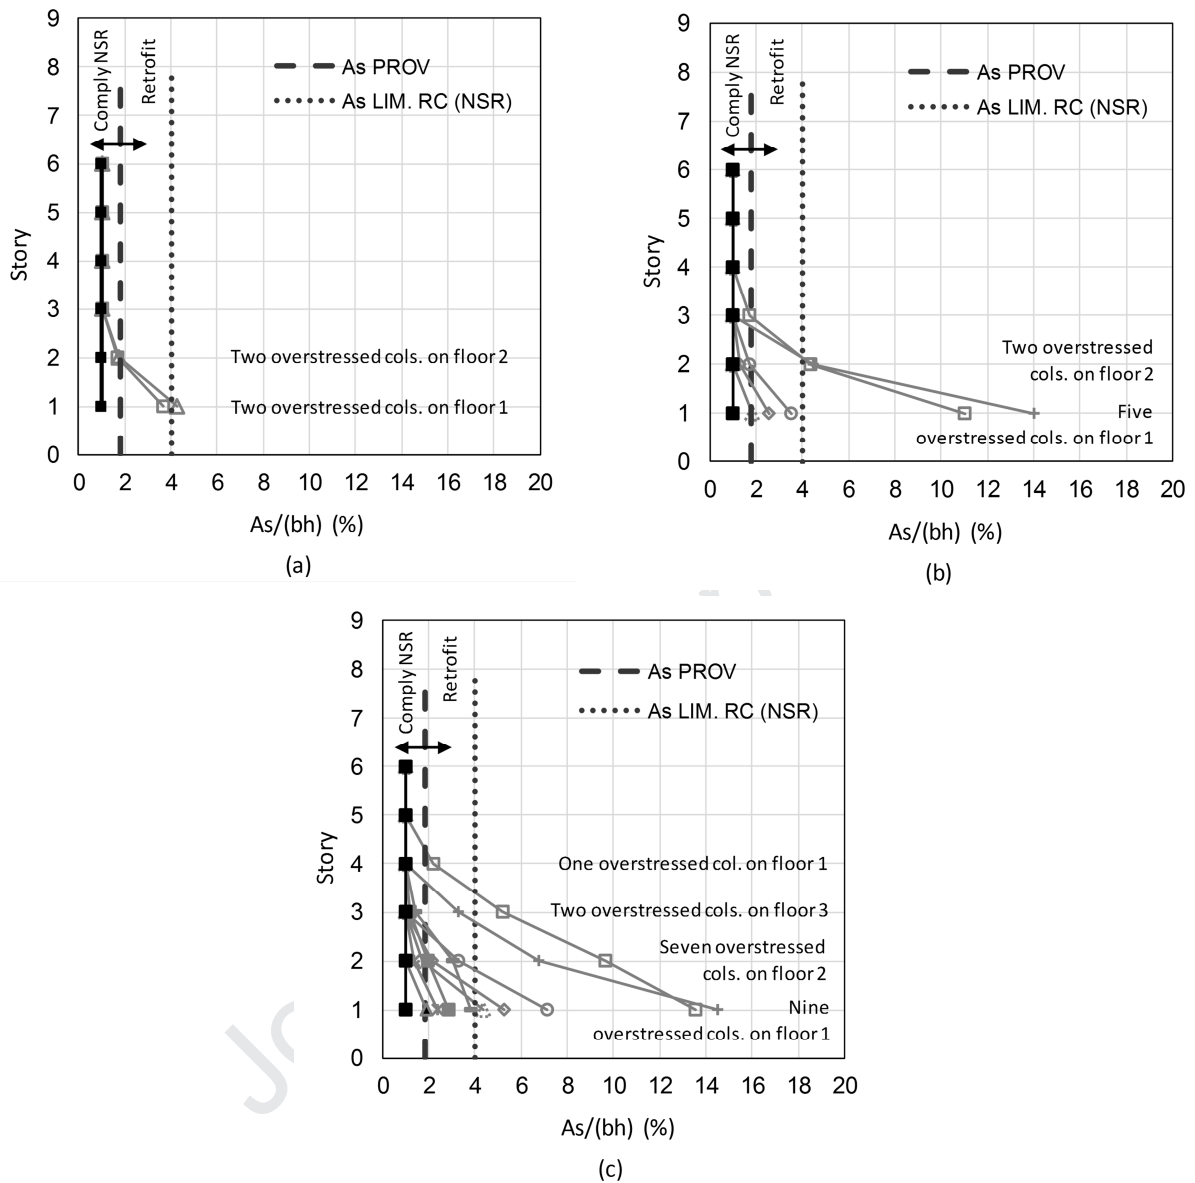 9
8
7
6
5
4
3
2
1
0
Story
Comply NSR
Retrofit
As PROV
As LIM. RC (NSR)
Two overstressed cols. on floor 2
Two overstressed cols. on floor 1
0 2 4 6 8 10 12 14 16 18 20
As/(bh) (%)
(a)
9
8
7
6
5
4
3
2
1
0
Story
Comply NSR
Retrofit
As PROV
As LIM. RC (NSR)
Two overstressed
cols. on floor 2
Five
overstressed cols. on floor 1
0 2 4 6 8 10 12 14 16 18 20
As/(bh) (%)
(b)
9
8
7
6
5
4
3
2
1
0
Story
Comply NSR
Retrofit
As PROV
As LIM. RC (NSR)
One overstressed col. on floor 1
Two overstressed cols. on floor 3
Seven overstressed
cols. on floor 2
Nine
overstressed cols. on floor 1
0 2 4 6 8 10 12 14 16 18 20
As/(bh) (%)
(c)